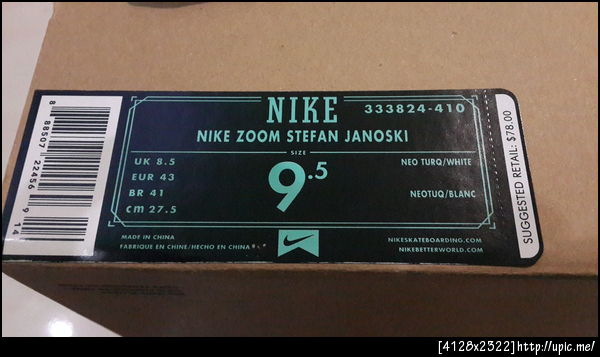 NIKE
333824-410
NIKE ZOOM STEFAN JANOSKI
SIZE
9.5
UK 8.5
EUR 43
BR 41
cm 27.5
NEO TURQ/WHITE
NEOTUQ/BLANC
MADE IN CHINA
FABRIQUE EN CHINE/HECHO EN CHINA
NIKESKATEBOARDING.COM
NIKEBETTERWORLD.COM
SUGGESTED RETAIL: $78.00
8 88507 22456 9 14
[4128x2322]http://upic.me/